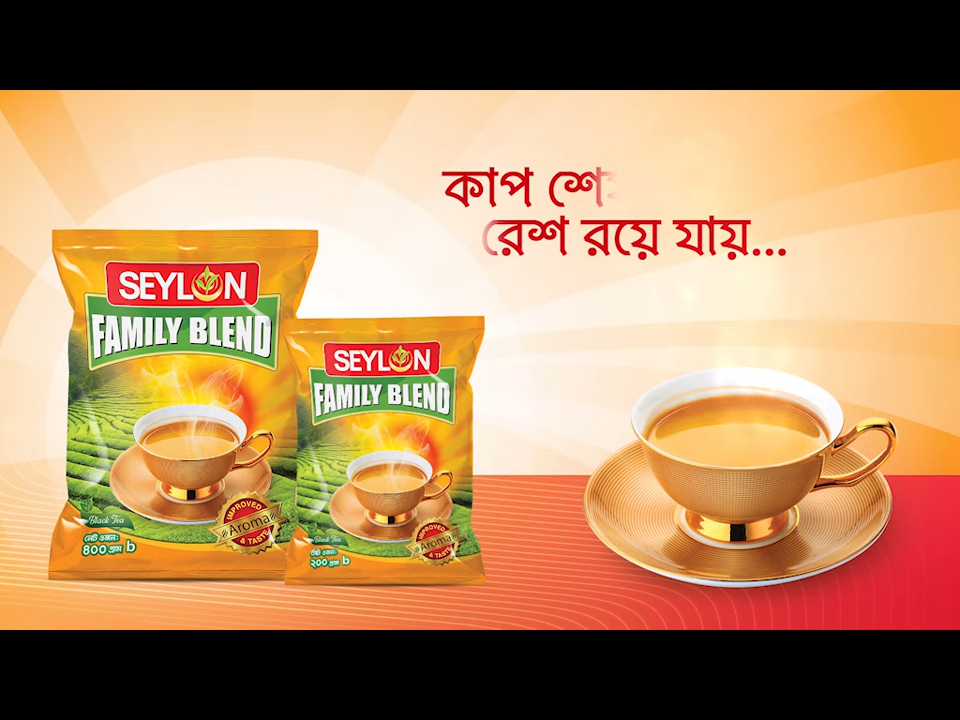 কাপ
রেশ রয়ে যায়...
SEYLON
FAMILY BLEND
Black Tea
নেট ওজন:
৪০০ গ্রাম b
IMPROVED
Aroma
& TASTE
SEYLON
FAMILY BLEND
Black Tea
নেট ওজন:
২০০ গ্রাম b
IMPROVED
Aroma
& TASTE